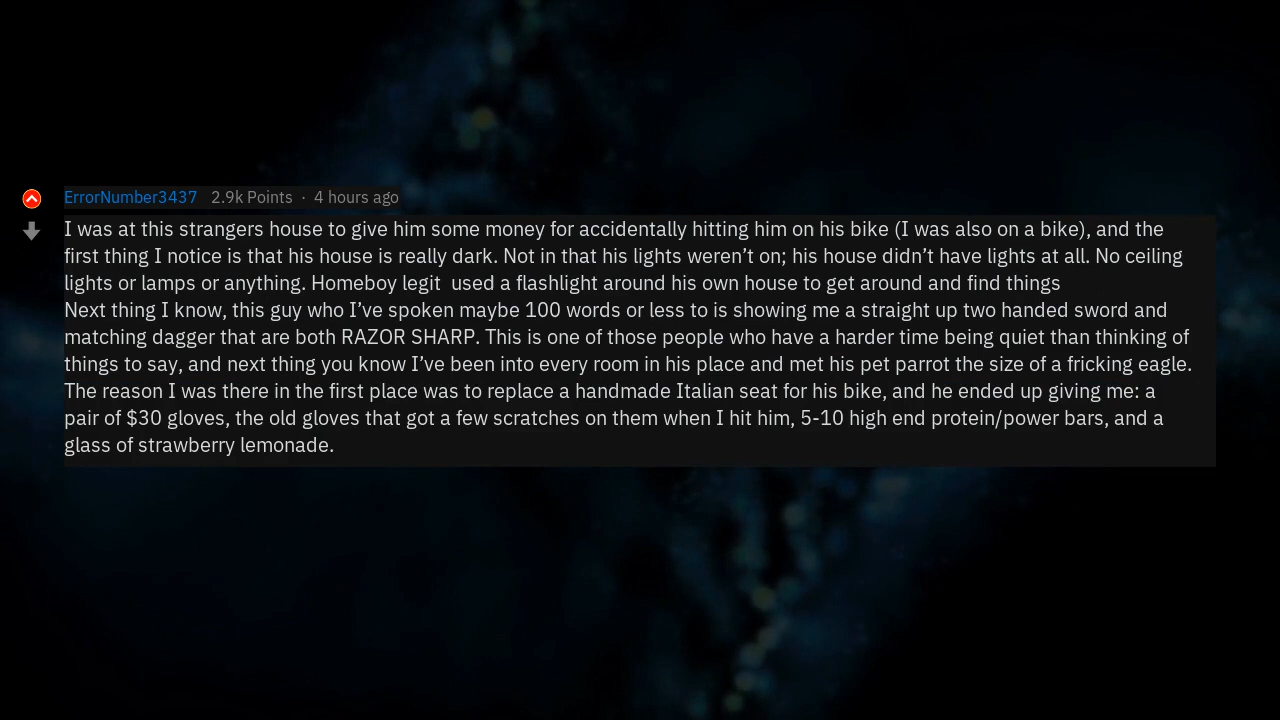 ErrorNumber3437 2.9k Points · 4 hours ago
I was at this strangers house to give him some money for accidentally hitting him on his bike (I was also on a bike), and the
first thing I notice is that his house is really dark. Not in that his lights weren’t on; his house didn’t have lights at all. No ceiling
lights or lamps or anything. Homeboy legit  used a flashlight around his own house to get around and find things
Next thing I know, this guy who I’ve spoken maybe 100 words or less to is showing me a straight up two handed sword and
matching dagger that are both RAZOR SHARP. This is one of those people who have a harder time being quiet than thinking of
things to say, and next thing you know I’ve been into every room in his place and met his pet parrot the size of a fricking eagle.
The reason I was there in the first place was to replace a handmade Italian seat for his bike, and he ended up giving me: a
pair of $30 gloves, the old gloves that got a few scratches on them when I hit him, 5-10 high end protein/power bars, and a
glass of strawberry lemonade.